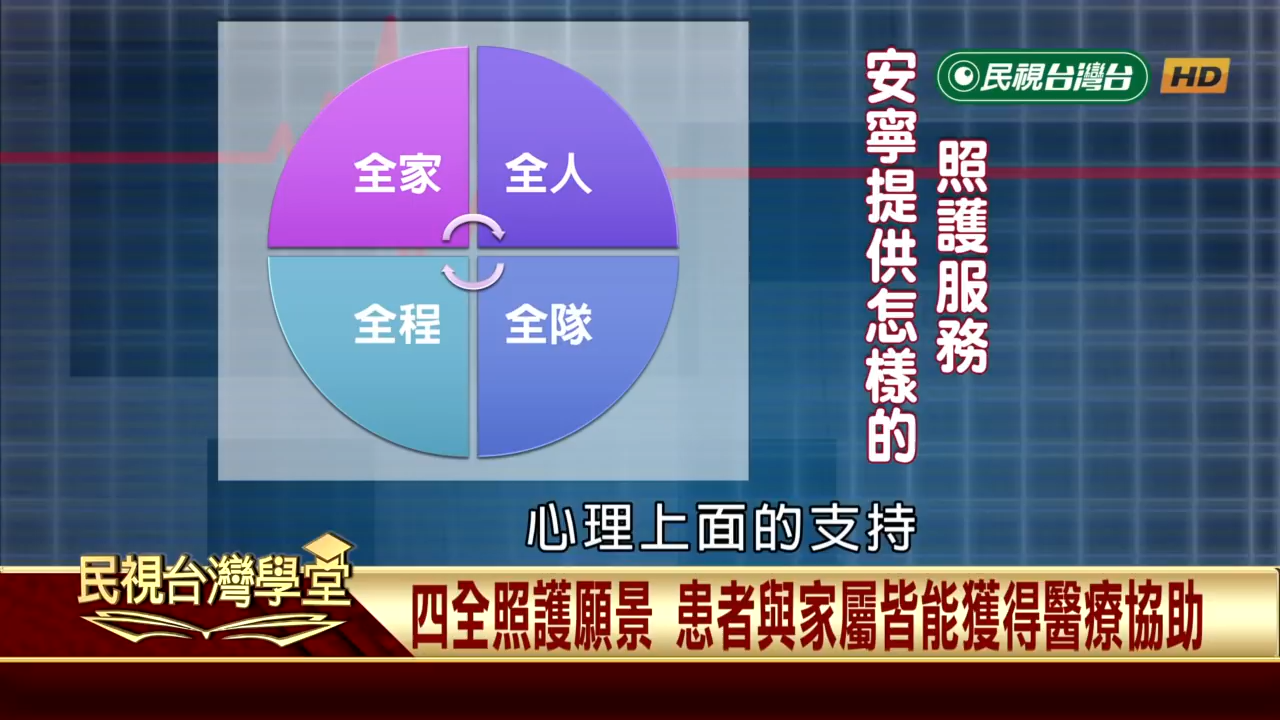 全家
全人
全程
全隊
安寧提供怎樣的
照護服務
民視台灣台
HD
心理上面的支持
民視台灣學堂
四全照護願景 患者與家屬皆能獲得醫療協助